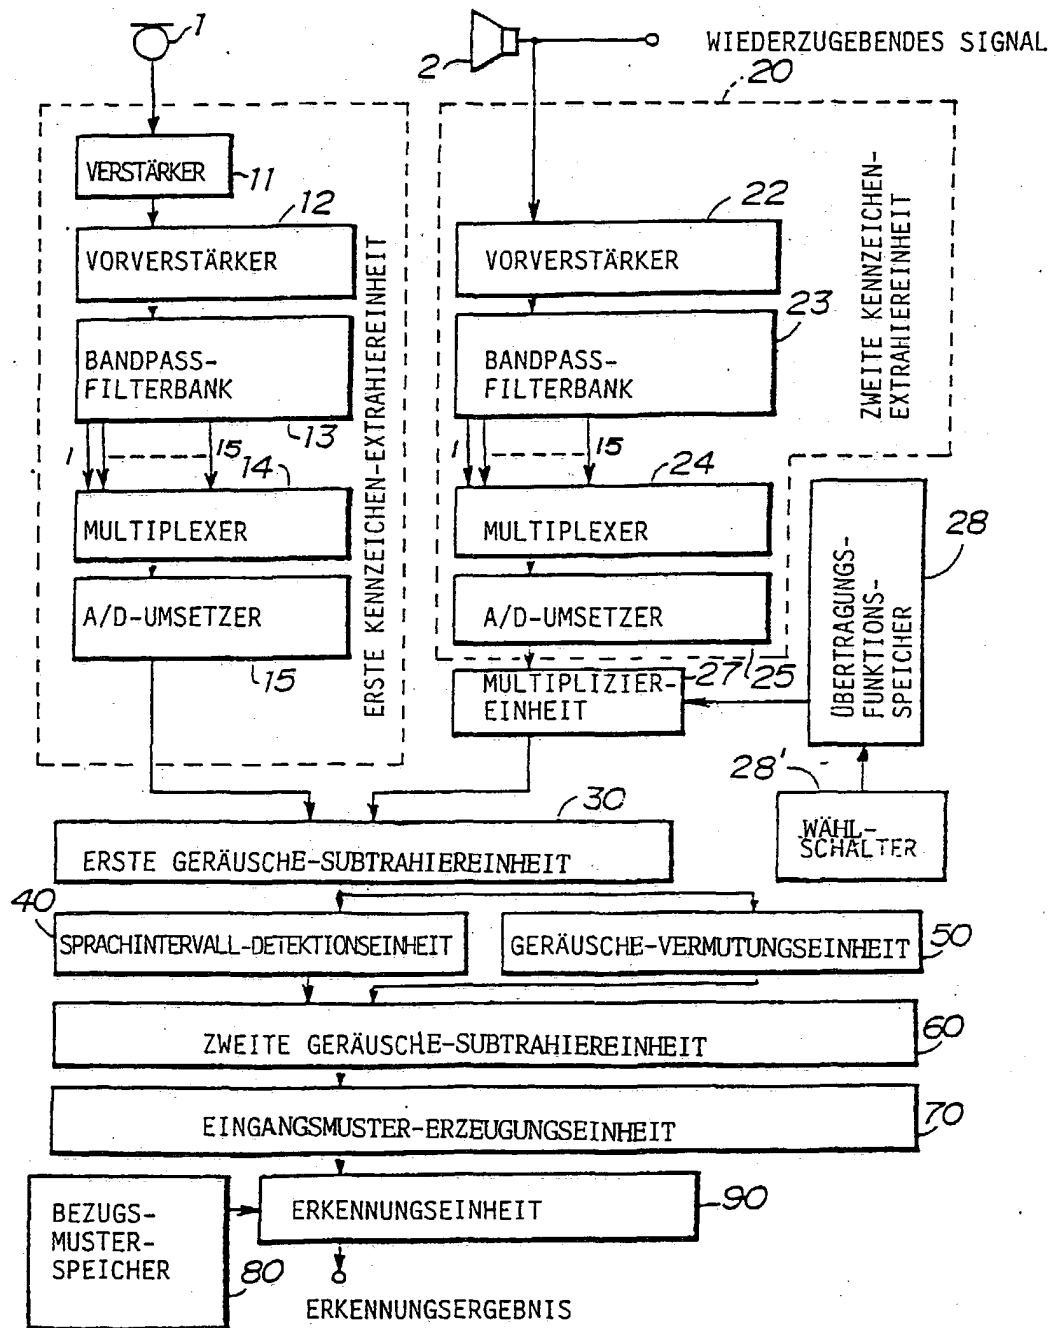 1
2
WIEDERZUGEBENDES SIGNAL
20
VERSTÄRKER
11
12
VORVERSTÄRKER
BANDPASS-
FILTERBANK
13
1
15
14
MULTIPLEXER
A/D-UMSETZER
15
ERSTE KENNZEICHEN-EXTRAHIEREINHEIT
22
VORVERSTÄRKER
23
BANDPASS-
FILTERBANK
1
15
24
MULTIPLEXER
A/D-UMSETZER
25
ZWEITE KENNZEICHEN-
EXTRAHIEREINHEIT
27
MULTIPLIZIER-
EINHEIT
28
ÜBERTRAGUNGS-
FUNKTIONS-
SPEICHER
28'
WÄHL-
SCHALTER
30
ERSTE GERÄUSCHE-SUBTRAHIEREINHEIT
40
SPRACHINTERVALL-DETEKTIONSEINHEIT
GERÄUSCHE-VERMUTUNGSEINHEIT
50
ZWEITE GERÄUSCHE-SUBTRAHIEREINHEIT
60
EINGANGSMUSTER-ERZEUGUNGSEINHEIT
70
BEZUGS-
MUSTER-
SPEICHER
80
ERKENNUNGSEINHEIT
90
ERKENNUNGSERGEBNIS